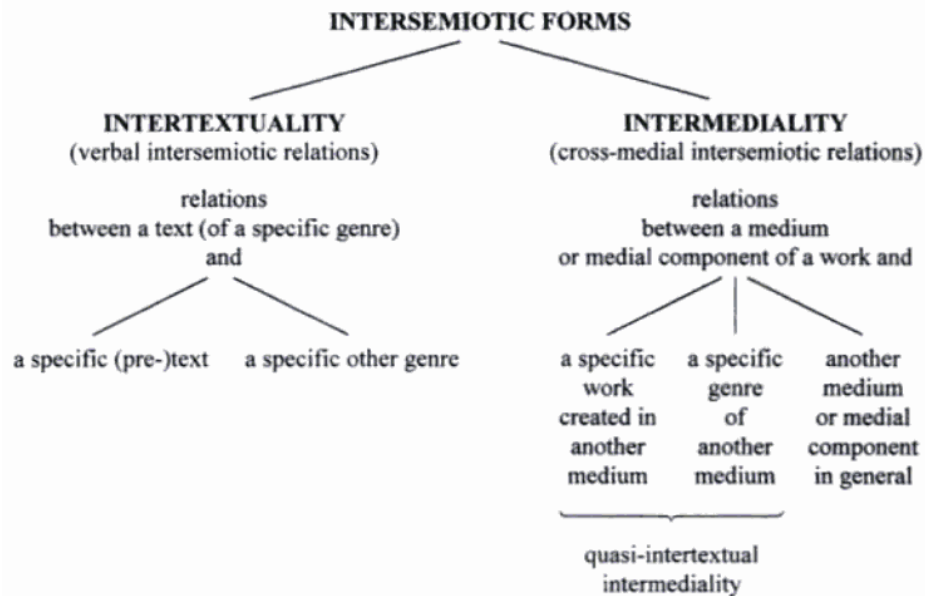 INTERSEMIOTIC FORMS
INTERTEXTUALITY
(verbal intersemiotic relations)
relations
between a text (of a specific genre)
and
a specific (pre-)text
a specific other genre
INTERMEDIALITY
(cross-medial intersemiotic relations)
relations
between a medium
or medial component of a work and
a specific
work
created in
another
medium
a specific
genre
of
another
medium
another
medium
or medial
component
in general
quasi-intertextual
intermediality